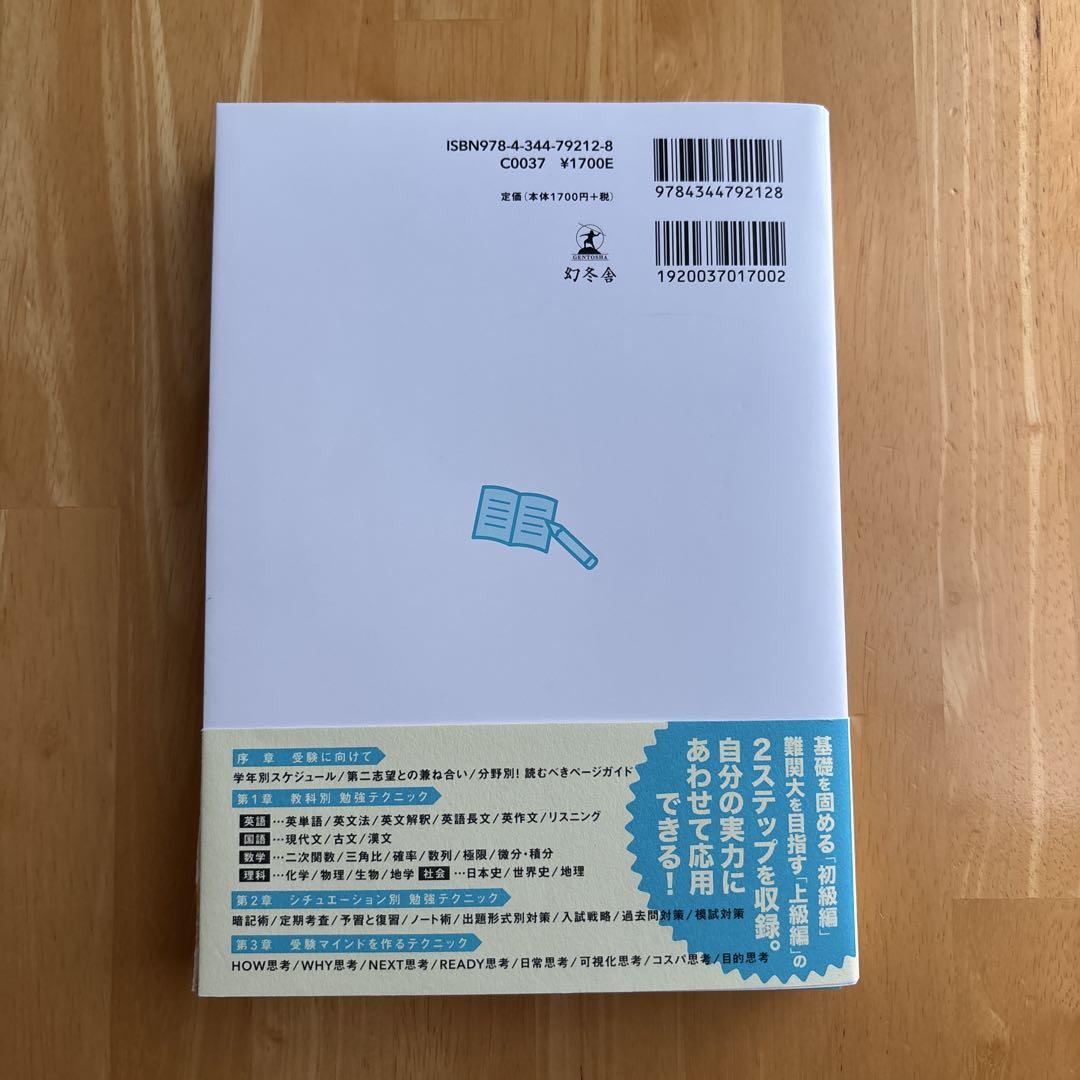 ISBN978-4-344-79212-8
C0037 ¥1700E
定価(本体1700円+税)
9784344792128
GENTOSHA
幻冬舎
1920037017002
基礎を固める「初級編」
難関大を目指す「上級編」の
2ステップを収録。
自分の実力に
あわせて応用
できる!
序 章 受験に向けて
学年別スケジュール/第二志望との兼ね合い/分野別! 読むべきページガイド
第1章 教科別 勉強テクニック
英語…英単語/英文法/英文解釈/英語長文/英作文/リスニング
国語…現代文/古文/漢文
数学…二次関数/三角比/確率/数列/極限/微分・積分
理科…化学/物理/生物/地学 社会…日本史/世界史/地理
第2章 シチュエーション別 勉強テクニック
暗記術/定期考査/予習と復習/ノート術/出題形式別対策/入試戦略/過去問対策/模試対策
第3章 受験マインドを作るテクニック
HOW思考/WHY思考/NEXT思考/READY思考/日常思考/可視化思考/コスパ思考/目的思考